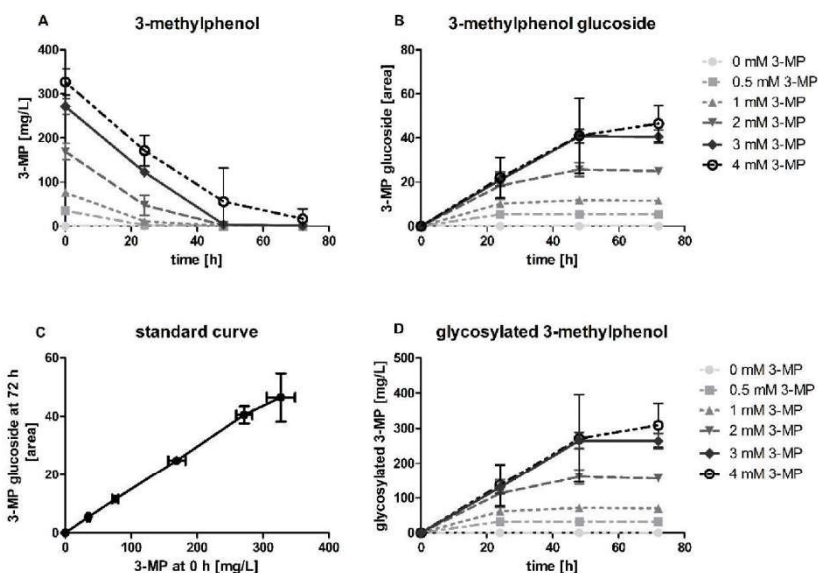 A
3-methylphenol
3-MP [mg/L]
400
300
200
100
0
0
20
40
60
80
time [h]
B
3-methylphenol glucoside
3-MP glucoside [area]
60
40
20
0
0
20
40
60
80
time [h]
0 mM 3-MP
0.5 mM 3-MP
1 mM 3-MP
2 mM 3-MP
3 mM 3-MP
4 mM 3-MP
C
standard curve
3-MP glucoside at 72 h
[area]
60
40
20
0
0
100
200
300
400
3-MP at 0 h [mg/L]
D
glycosylated 3-methylphenol
glycosylated 3-MP [mg/L]
500
400
300
200
100
0
0
20
40
60
80
time [h]
0 mM 3-MP
0.5 mM 3-MP
1 mM 3-MP
2 mM 3-MP
3 mM 3-MP
4 mM 3-MP